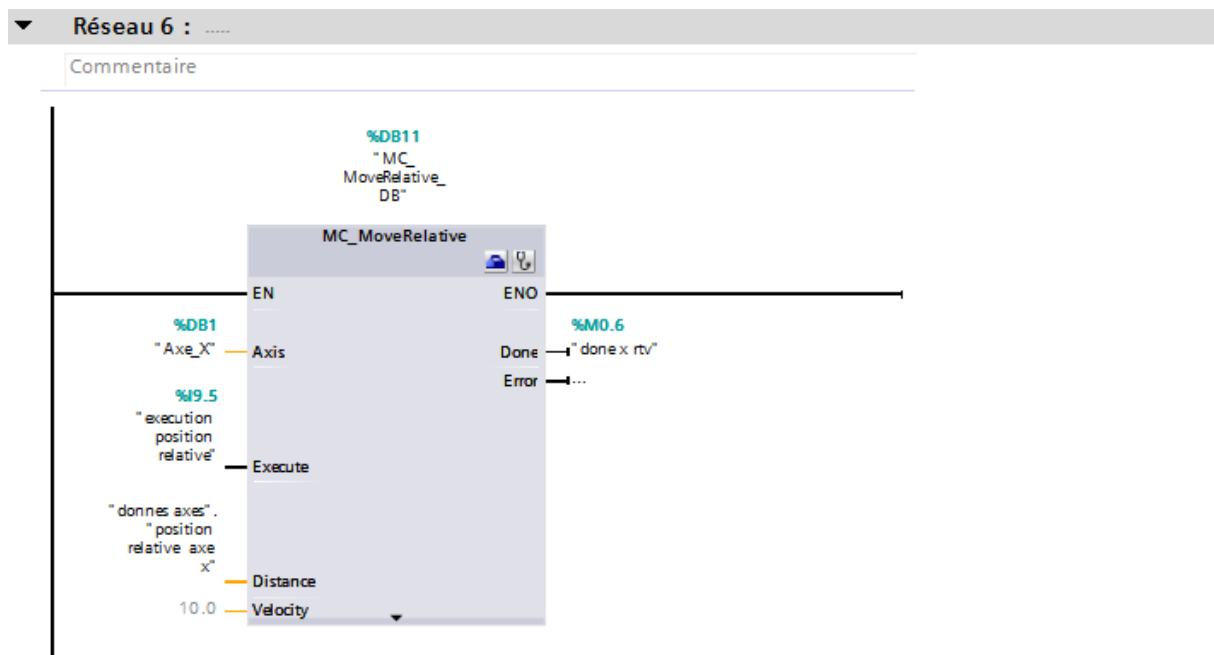 Réseau 6 : .....
Commentaire
%DB11
"MC_
MoveRelative_
DB"
MC_MoveRelative
EN ENO
%DB1
"Axe_X"
Axis
%M0.6
Done "done x rtv"
Error ...
%I9.5
"execution
position
relative"
Execute
"donnes axes".
"position
relative axe
x"
Distance
10.0 Velocity